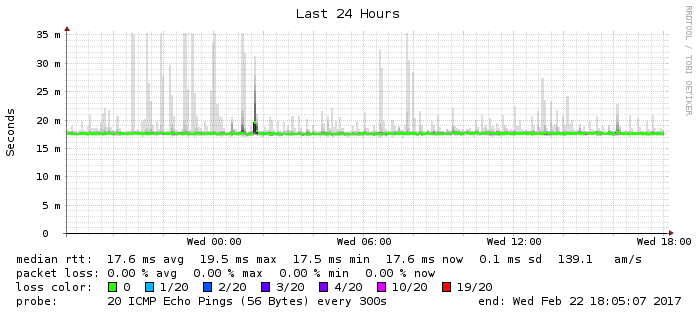 Last 24 Hours
RRDTOOL / TOBI OETIKER
Seconds
35 m
30 m
25 m
20 m
15 m
10 m
5 m
0
Wed 00:00 Wed 06:00 Wed 12:00 Wed 18:00
median rtt: 17.6 ms avg 19.5 ms max 17.5 ms min 17.6 ms now 0.1 ms sd 139.1 am/s
packet loss: 0.00 % avg 0.00 % max 0.00 % min 0.00 % now
loss color: 0 1/20 2/20 3/20 4/20 10/20 19/20
probe: 20 ICMP Echo Pings (56 Bytes) every 300s end: Wed Feb 22 18:05:07 2017